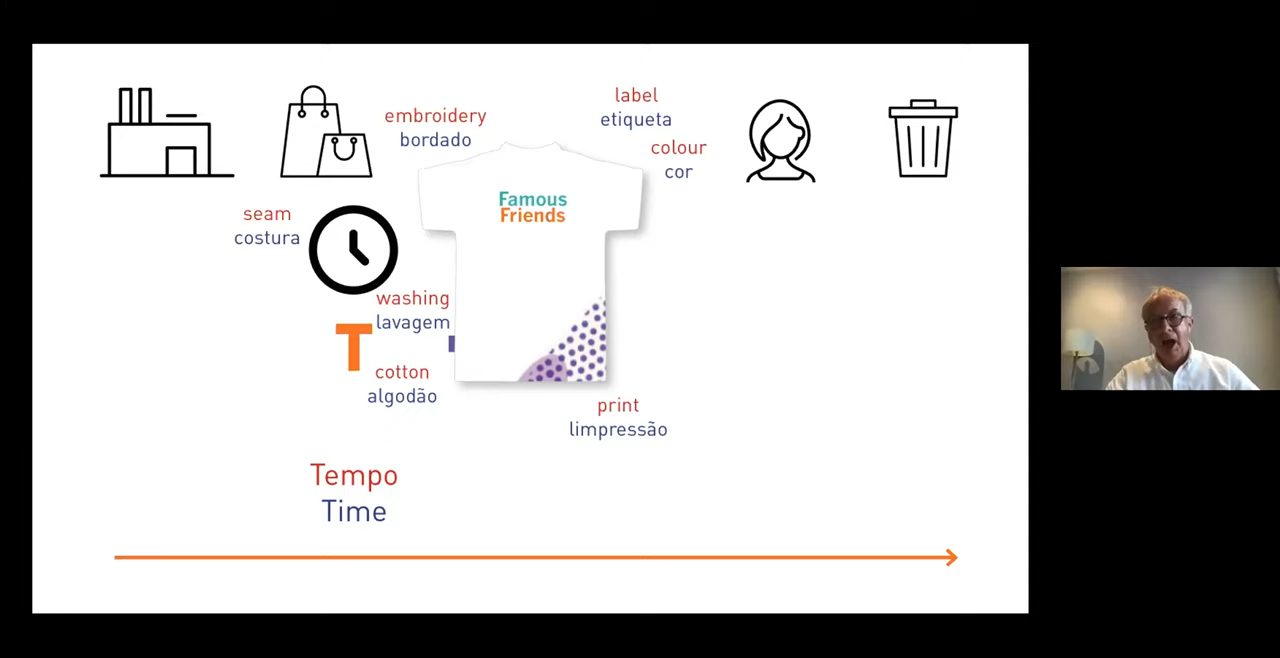 embroidery
bordado
label
etiqueta
colour
cor
Famous
Friends
seam
costura
washing
lavagem
T
cotton
algodão
print
limpressão
Tempo
Time